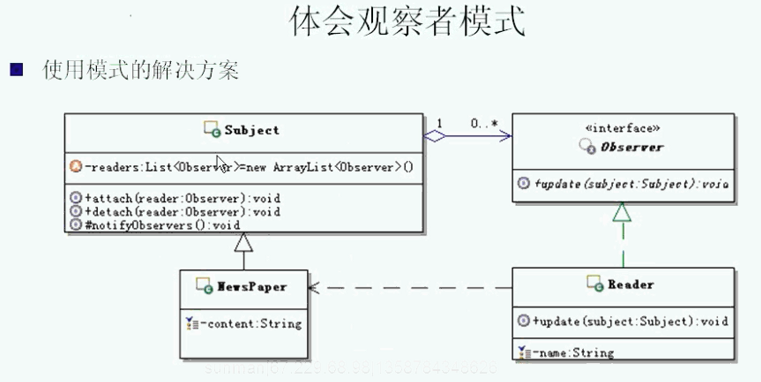 体会观察者模式
使用模式的解决方案
Subject
-readers:List<Observer>=new ArrayList<Observer>()
+attach(reader:Observer):void
+detach(reader:Observer):void
#notifyObservers():void
1
0..*
«interface»
Observer
+update(subject:Subject):void
NewsPaper
-content:String
Reader
+update(subject:Subject):void
-name:String